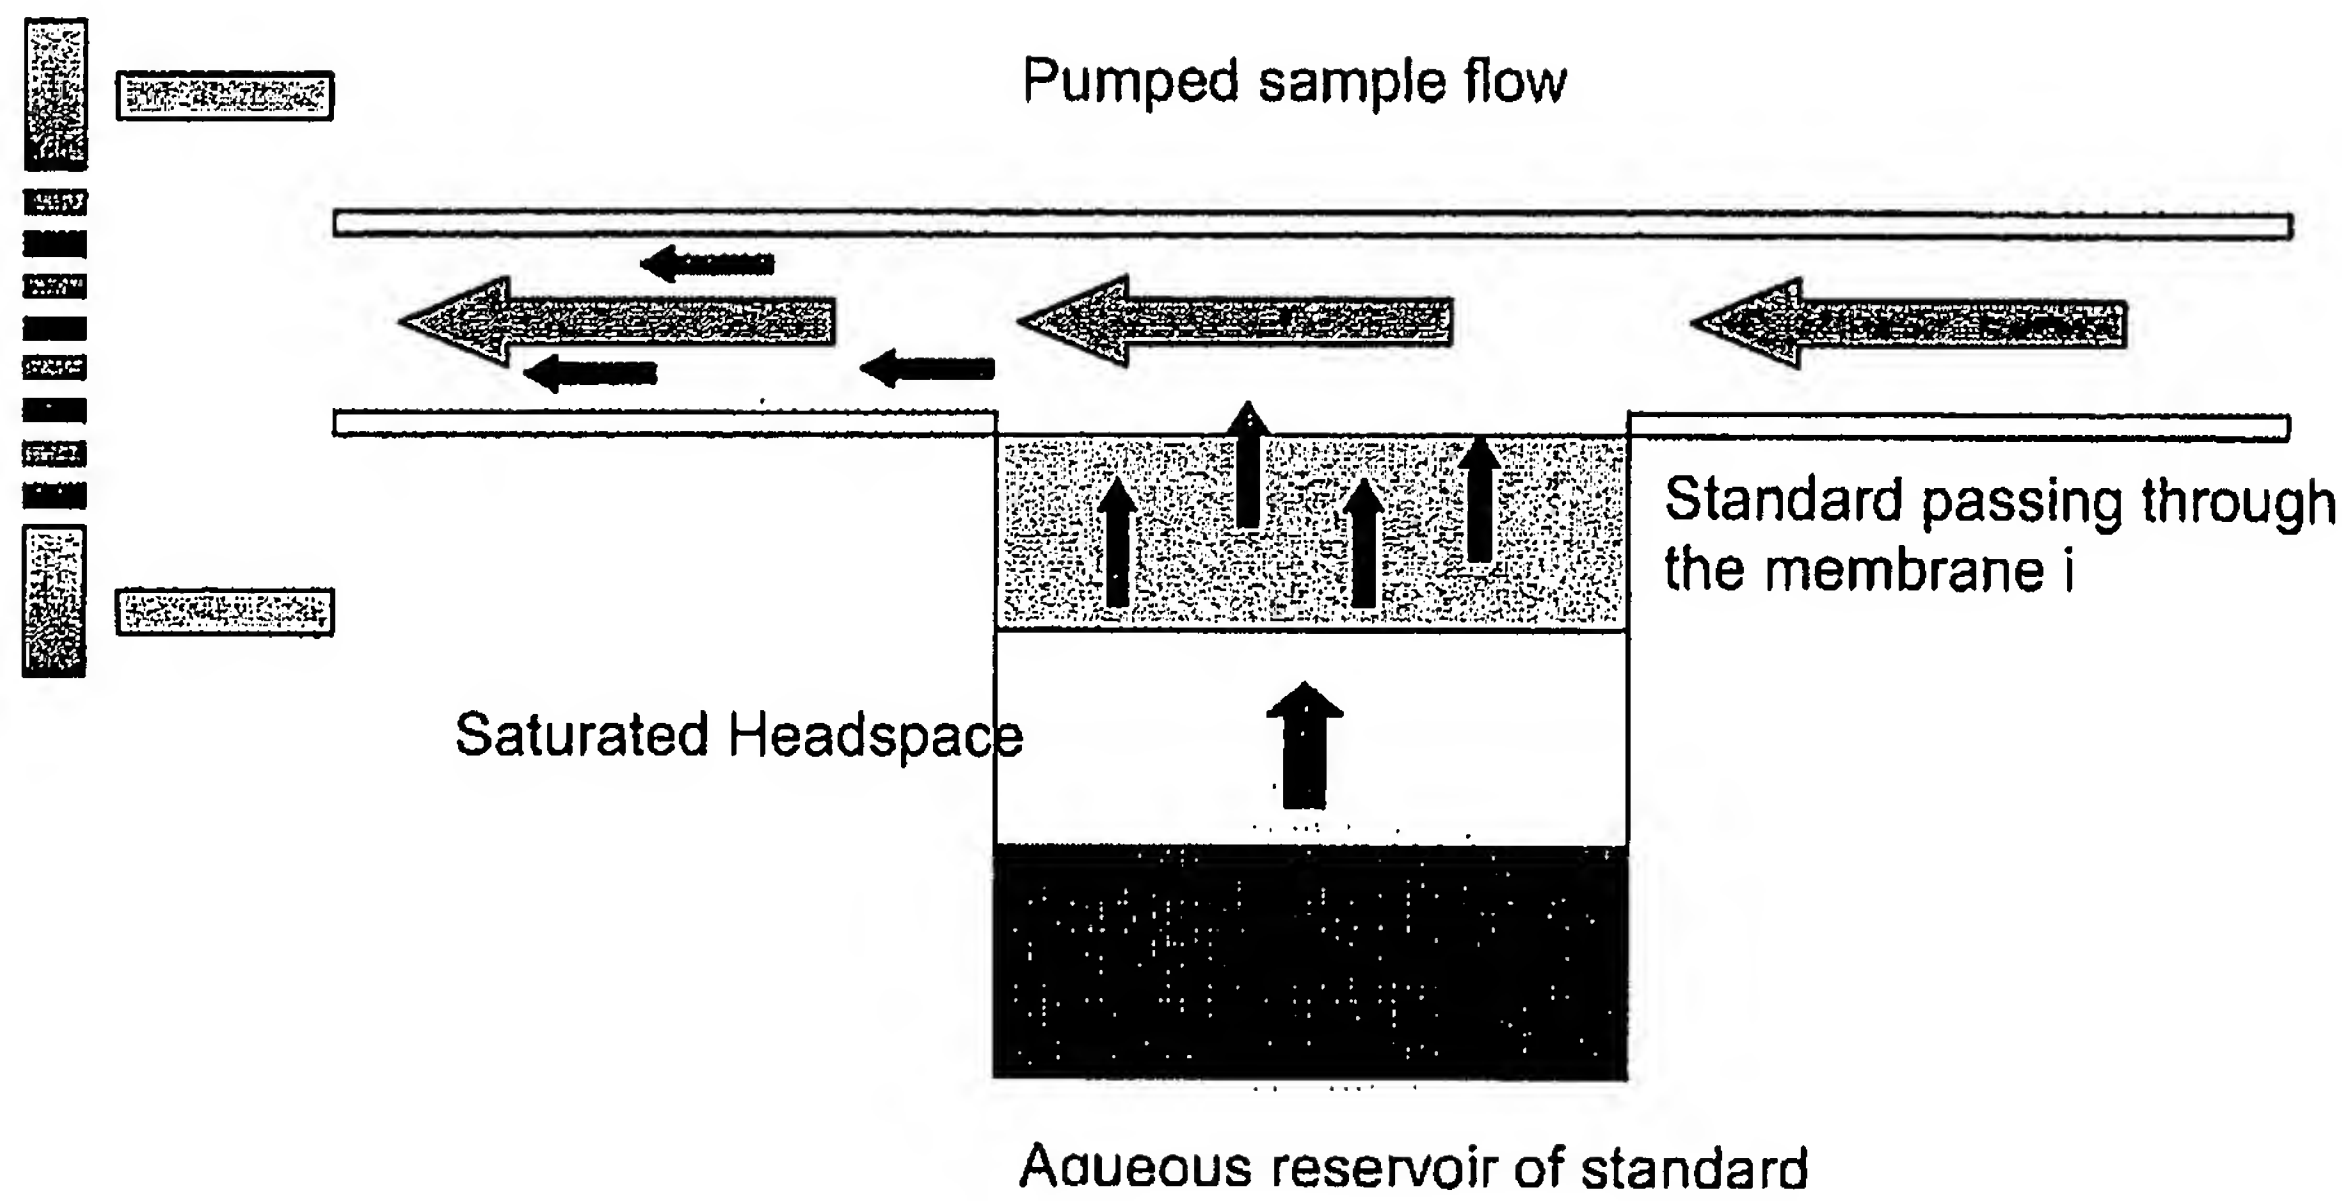 Pumped sample flow
Standard passing through
the membrane i
Saturated Headspace
Aqueous reservoir of standard